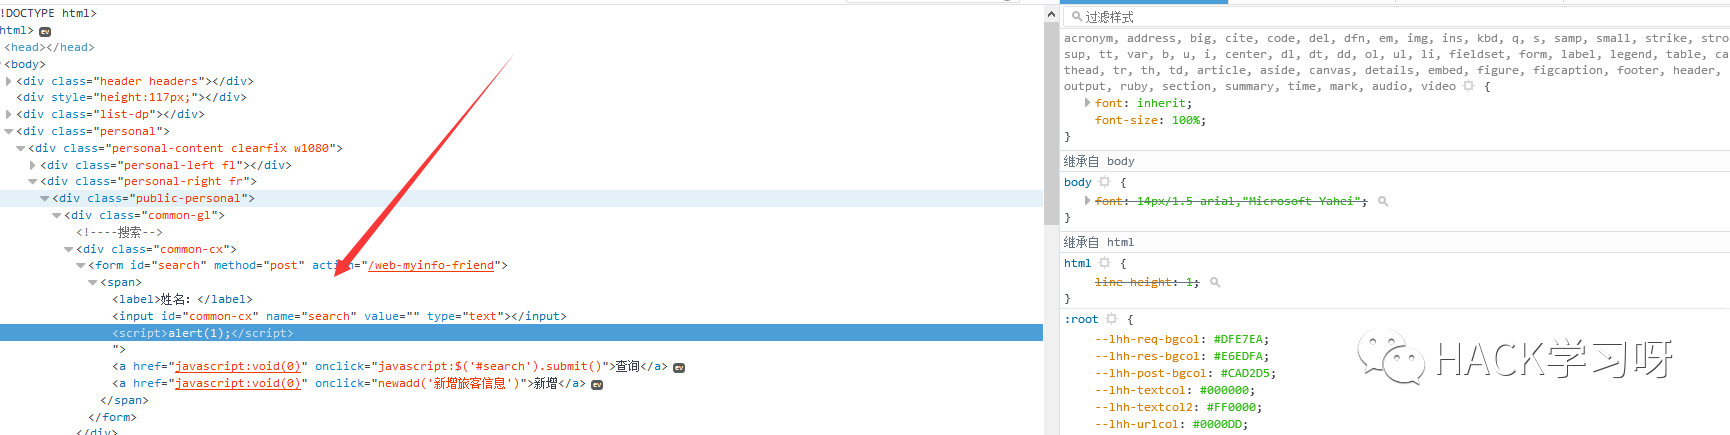 !DOCTYPE html>
html> ev
<head></head>
<body>
<div class="header headers"></div>
<div style="height:117px;"></div>
<div class="list-dp"></div>
<div class="personal">
<div class="personal-content clearfix w1080">
<div class="personal-left fl"></div>
<div class="personal-right fr">
<div class="public-personal">
<div class="common-gl">
<!----搜索-->
<div class="common-cx">
<form id="search" method="post" action="/web-myinfo-friend">
<span>
<label>姓名: </label>
<input id="common-cx" name="search" value="" type="text"></input>
<script>alert(1);</script>
">
<a href="javascript:void(0)" onclick="javascript:$('#search').submit()">查询</a> ev
<a href="javascript:void(0)" onclick="newadd('新增旅客信息')">新增</a> ev
</span>
</form>
</div>
过滤样式
acronym, address, big, cite, code, del, dfn, em, img, ins, kbd, q, s, samp, small, strike, stro
sup, tt, var, b, u, i, center, dl, dt, dd, ol, ul, li, fieldset, form, label, legend, table, ca
thead, tr, th, td, article, aside, canvas, details, embed, figure, figcaption, footer, header,
output, ruby, section, summary, time, mark, audio, video {
font: inherit;
font-size: 100%;
}
继承自 body
body {
font: 14px/1.5 arial,"Microsoft Yahei";
}
继承自 html
html {
line-height: 1;
}
:root {
--lhh-req-bgcol: #DFE7EA;
--lhh-res-bgcol: #E6EDFA;
--lhh-post-bgcol: #CAD2D5;
--lhh-textcol: #000000;
--lhh-textcol2: #FF0000;
--lhh-urlcol: #0000DD;
HACK学习呀